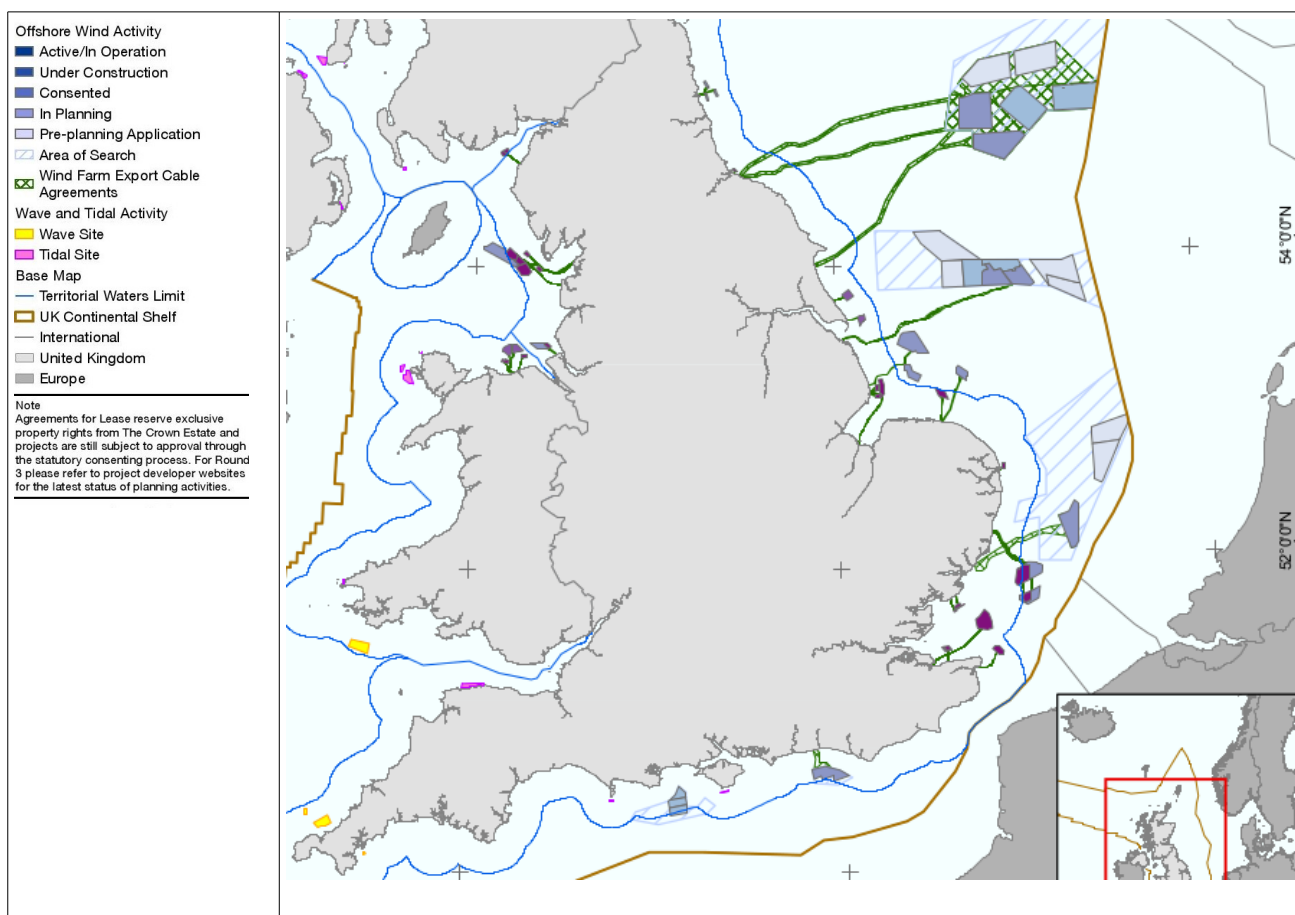 Offshore Wind Activity
Active/In Operation
Under Construction
Consented
In Planning
Pre-planning Application
Area of Search
Wind Farm Export Cable
Agreements
Wave and Tidal Activity
Wave Site
Tidal Site
Base Map
Territorial Waters Limit
UK Continental Shelf
International
United Kingdom
Europe
Note
Agreements for Lease reserve exclusive
property rights from The Crown Estate and
projects are still subject to approval through
the statutory consenting process. For Round
3 please refer to project developer websites
for the latest status of planning activities.
54°0'0"N
52°0'0"N